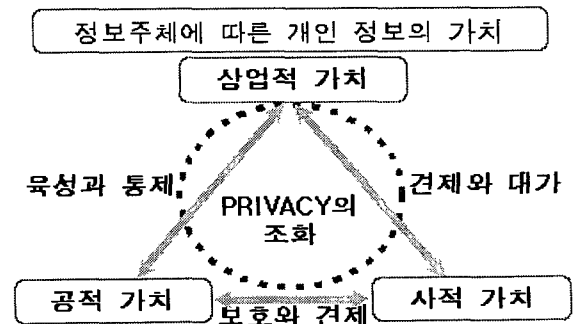 정보주체에 따른 개인 정보의 가치
상업적 가치
육성과 통제
견제와 대가
PRIVACY의
조화
공적 가치
보호와 견제
사적 가치